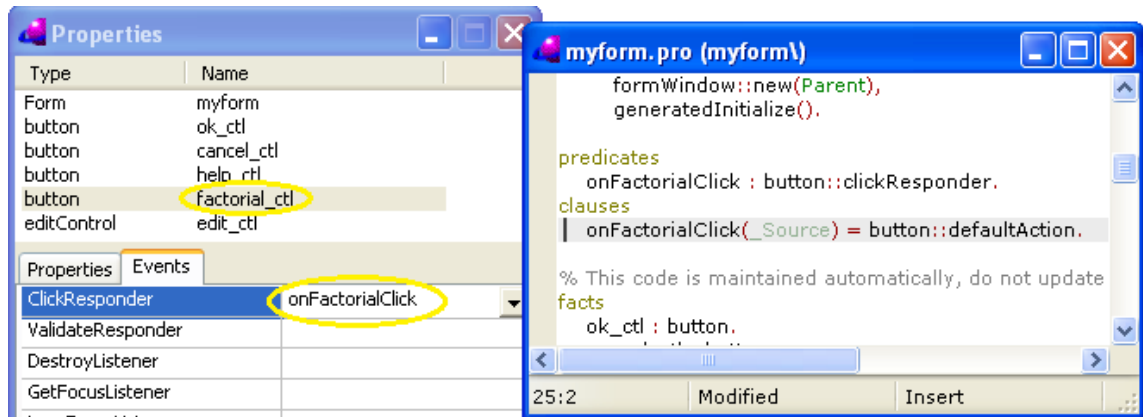 Properties
Type Name
Form myform
button ok_ctl
button cancel_ctl
button help_ctl
button factorial_ctl
editControl edit_ctl
Properties Events
ClickResponder onFactorialClick
ValidateResponder
DestroyListener
GetFocusListener
myform.pro (myform\)
formWindow::new(Parent),
generatedInitialize().
predicates
onFactorialClick : button::clickResponder.
clauses
onFactorialClick(_Source) = button::defaultAction.
% This code is maintained automatically, do not update
facts
ok_ctl : button.
25:2 Modified Insert